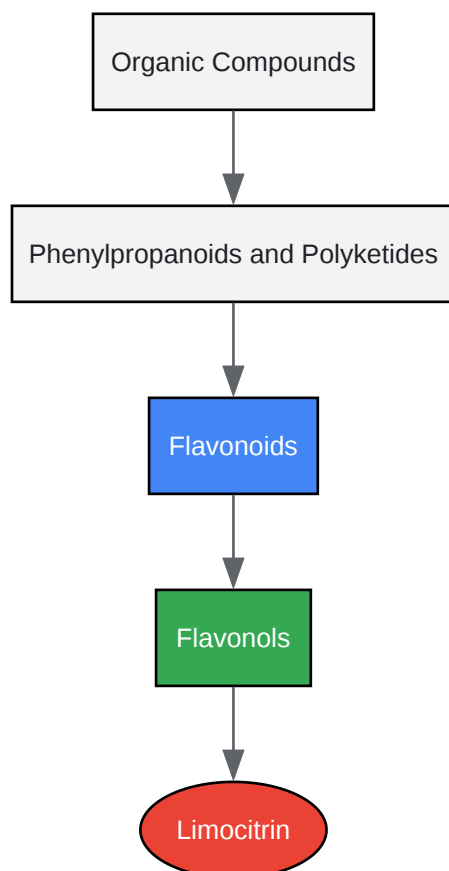 Organic Compounds
Phenylpropanoids and Polyketides
Flavonoids
Flavonols
Limocitrin